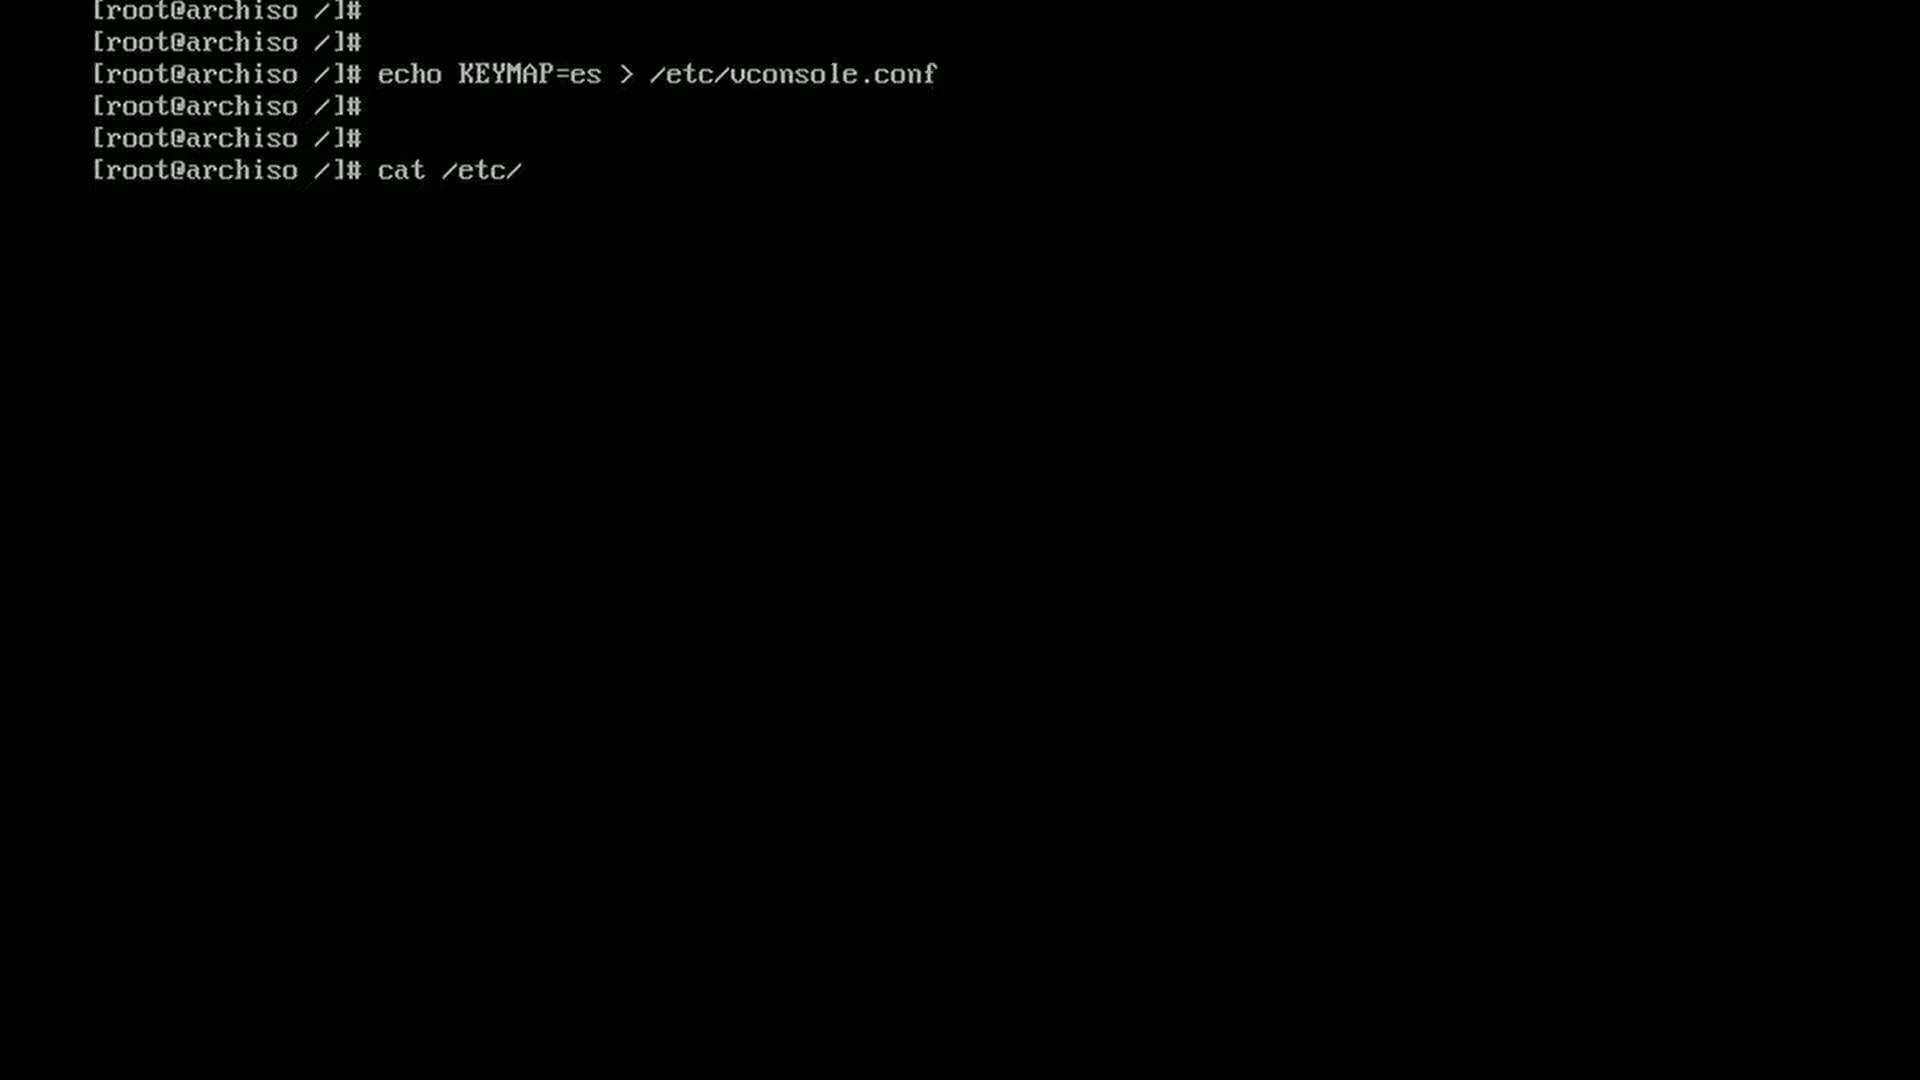 [root@archiso /]#
[root@archiso /]#
[root@archiso /]# echo KEYMAP=es > /etc/vconsole.conf
[root@archiso /]#
[root@archiso /]#
[root@archiso /]# cat /etc/